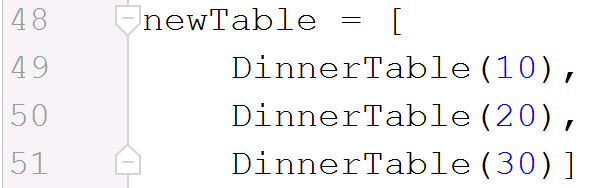 48 newTable = [
49     DinnerTable(10),
50     DinnerTable(20),
51     DinnerTable(30)]